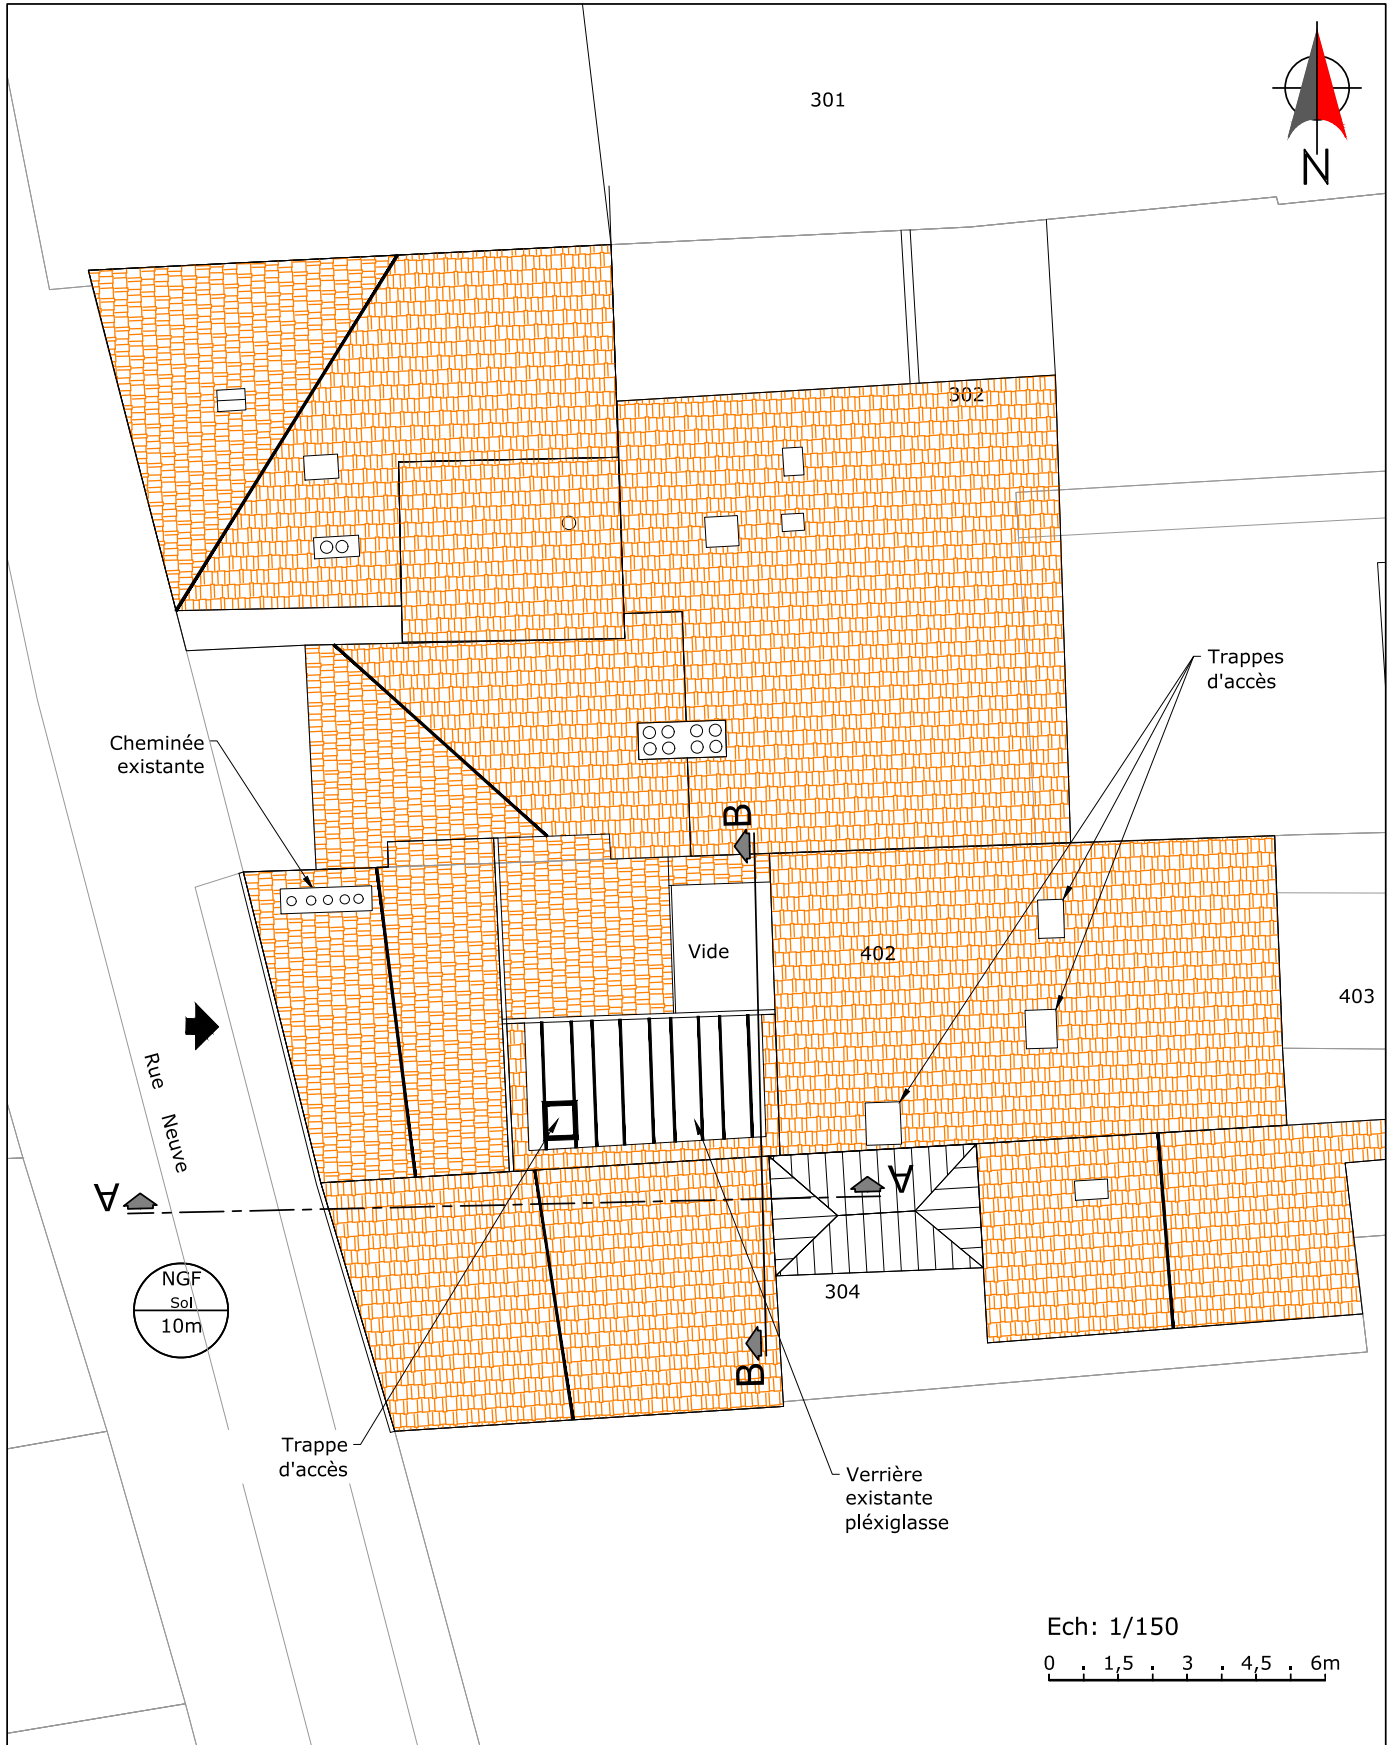 301
N
302
Trappes
d'accès
Cheminée
existante
B
Vide
402
403
Rue Neuve
A
A
NGF
Sol
10m
304
B
Trappe
d'accès
Verrière
existante
pléxiglasse
Ech: 1/150
0 1,5 3 4,5 6m